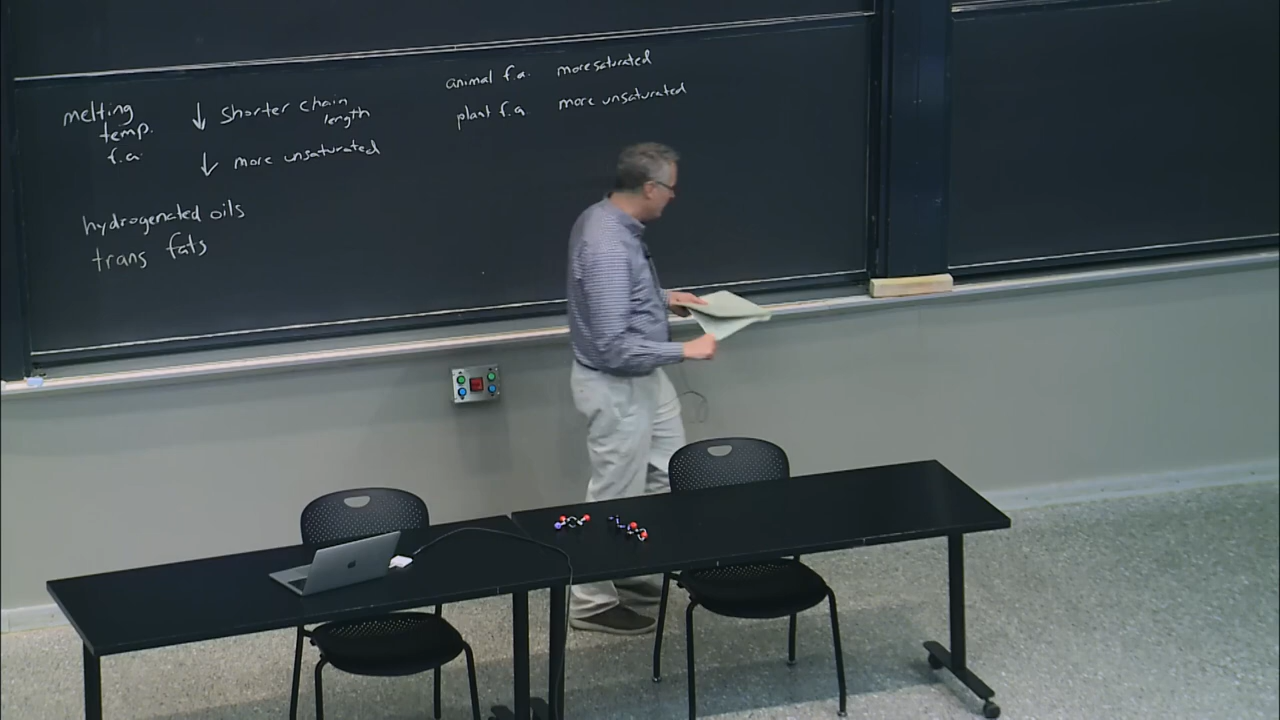 melting
temp.
f.a.
↓ shorter chain
length
↓ more unsaturated
hydrogenated oils
trans fats
animal f.a. more saturated
plant f.a. more unsaturated